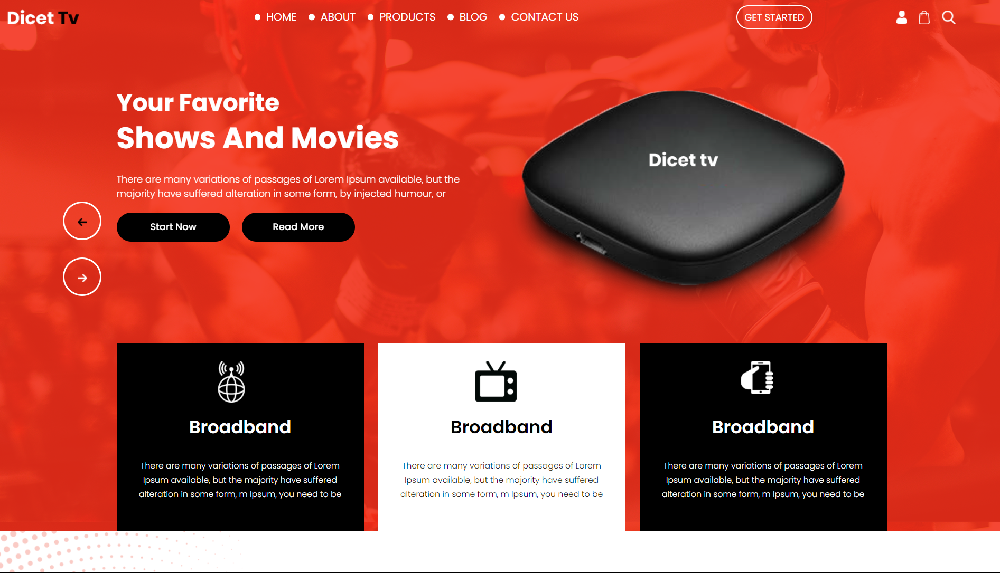 Dicet Tv
HOME
ABOUT
PRODUCTS
BLOG
CONTACT US
GET STARTED
Your Favorite
Shows And Movies
There are many variations of passages of Lorem Ipsum available, but the
majority have suffered alteration in some form, by injected humour, or
Start Now
Read More
Dicet tv
Broadband
There are many variations of passages of Lorem
Ipsum available, but the majority have suffered
alteration in some form, m Ipsum, you need to be
Broadband
There are many variations of passages of Lorem
Ipsum available, but the majority have suffered
alteration in some form, m Ipsum, you need to be
Broadband
There are many variations of passages of Lorem
Ipsum available, but the majority have suffered
alteration in some form, m Ipsum, you need to be